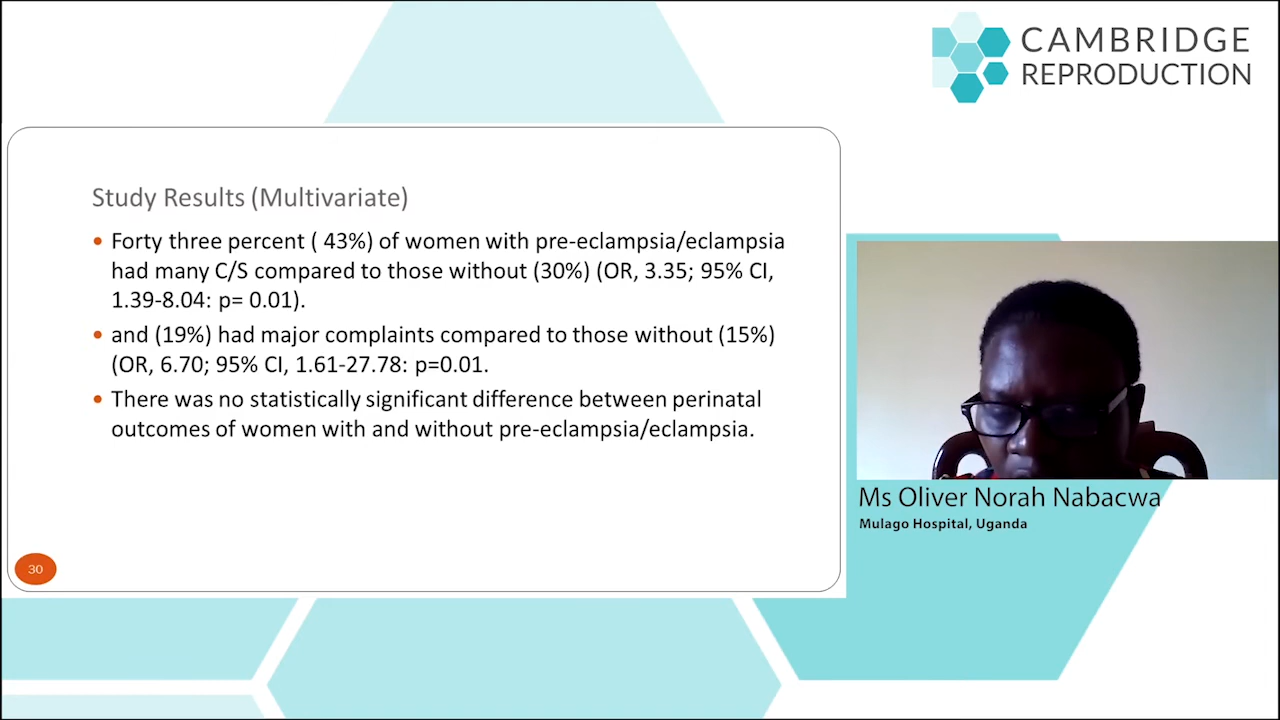 CAMBRIDGE
REPRODUCTION
Study Results (Multivariate)
• Forty three percent ( 43%) of women with pre-eclampsia/eclampsia
had many C/S compared to those without (30%) (OR, 3.35; 95% CI,
1.39-8.04: p= 0.01).
• and (19%) had major complaints compared to those without (15%)
(OR, 6.70; 95% CI, 1.61-27.78: p=0.01.
• There was no statistically significant difference between perinatal
outcomes of women with and without pre-eclampsia/eclampsia.
30
Ms Oliver Norah Nabacwa
Mulago Hospital, Uganda